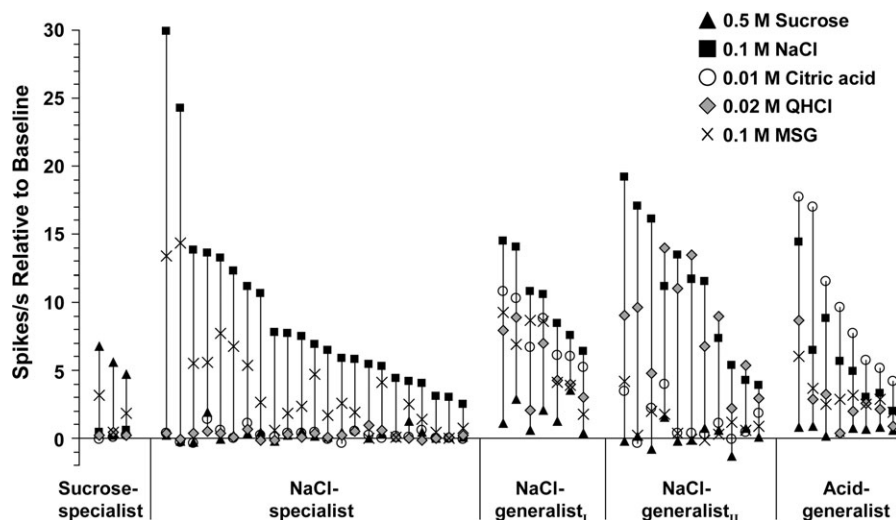 30
25
20
15
10
5
0
Spikes/s Relative to Baseline
0.5 M Sucrose
0.1 M NaCl
0.01 M Citric acid
0.02 M QHCl
0.1 M MSG
Sucrose-
specialist
NaCl-
specialist
NaCl-
generalist I
NaCl-
generalist II
Acid-
generalist